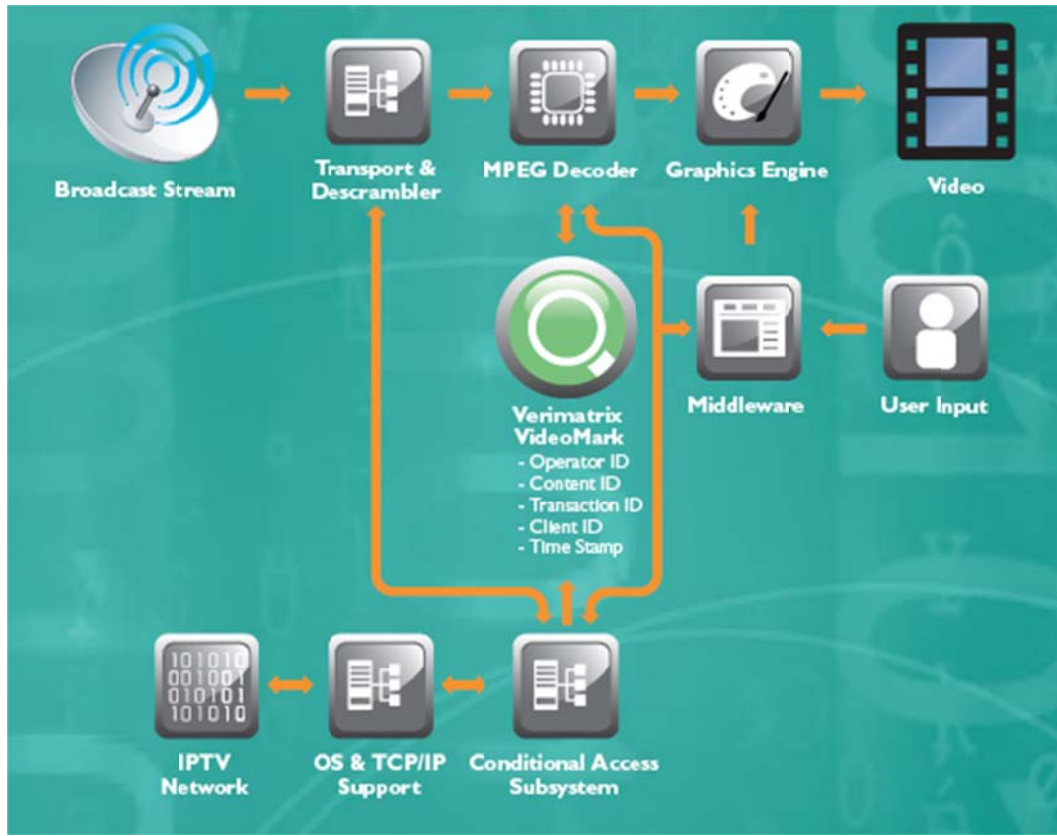 Broadcast Stream
Transport &
Descrambler
MPEG Decoder
Graphics Engine
Video
Verimatrix
VideoMark
- Operator ID
- Content ID
- Transaction ID
- Client ID
- Time Stamp
Middleware
User Input
101010
001001
010101
101010
IPTV
Network
OS & TCP/IP
Support
Conditional Access
Subsystem